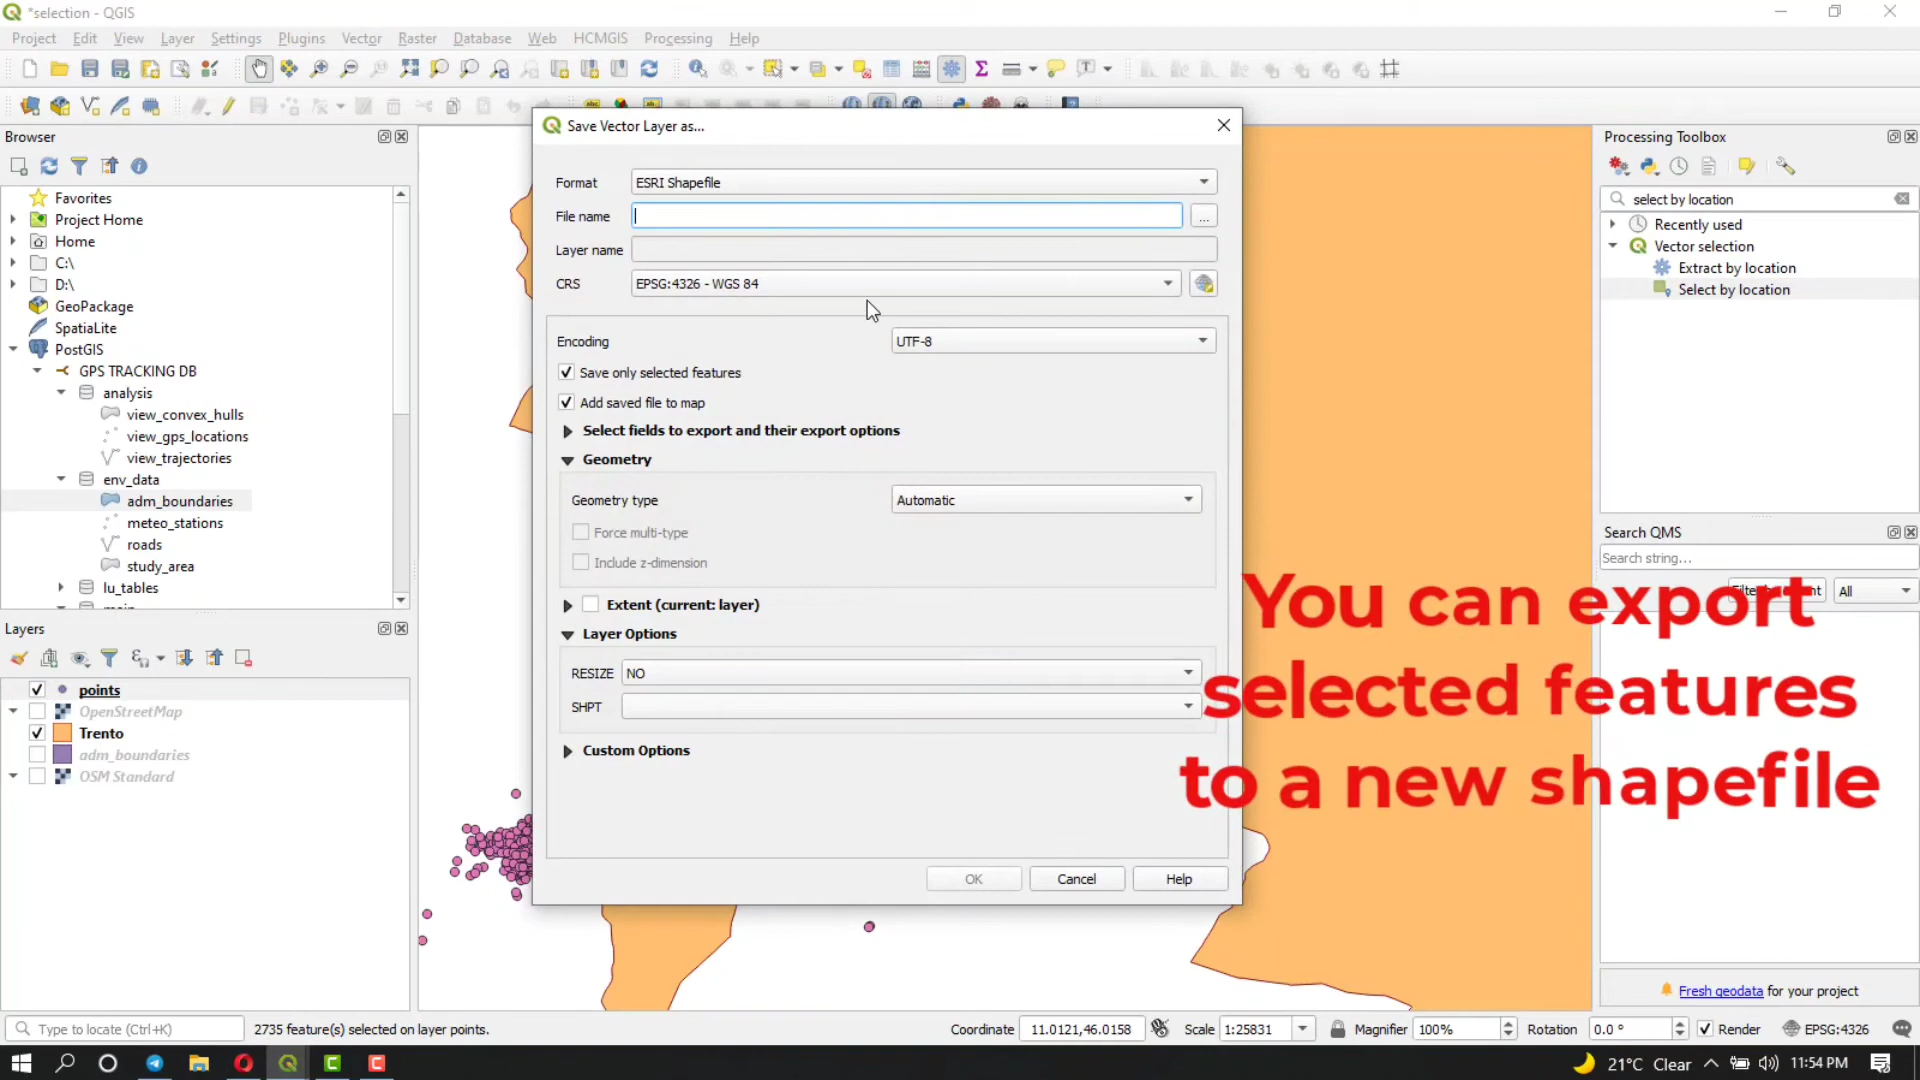 *selection - QGIS
Project Edit View Layer Settings Plugins Vector Raster Database Web HCMGIS Processing Help
Browser
Favorites
Project Home
Home
C:\
D:\
GeoPackage
SpatiaLite
PostGIS
GPS TRACKING DB
analysis
view_convex_hulls
view_gps_locations
view_trajectories
env_data
adm_boundaries
meteo_stations
roads
study_area
lu_tables
Layers
points
OpenStreetMap
Trento
adm_boundaries
OSM Standard
Save Vector Layer as...
Format ESRI Shapefile
File name ...
Layer name
CRS EPSG:4326 - WGS 84
Encoding UTF-8
Save only selected features
Add saved file to map
Select fields to export and their export options
Geometry
Geometry type Automatic
Force multi-type
Include z-dimension
Extent (current: layer)
Layer Options
RESIZE NO
SHPT
Custom Options
OK Cancel Help
Processing Toolbox
select by location
Recently used
Vector selection
Extract by location
Select by location
Search QMS
Search string...
All
You can export
selected features
to a new shapefile
Fresh geodata for your project
Type to locate (Ctrl+K) 2735 feature(s) selected on layer points. Coordinate 11.0121,46.0158 Scale 1:25831 Magnifier 100% Rotation 0.0 ° Render EPSG:4326
21°C Clear 11:54 PM